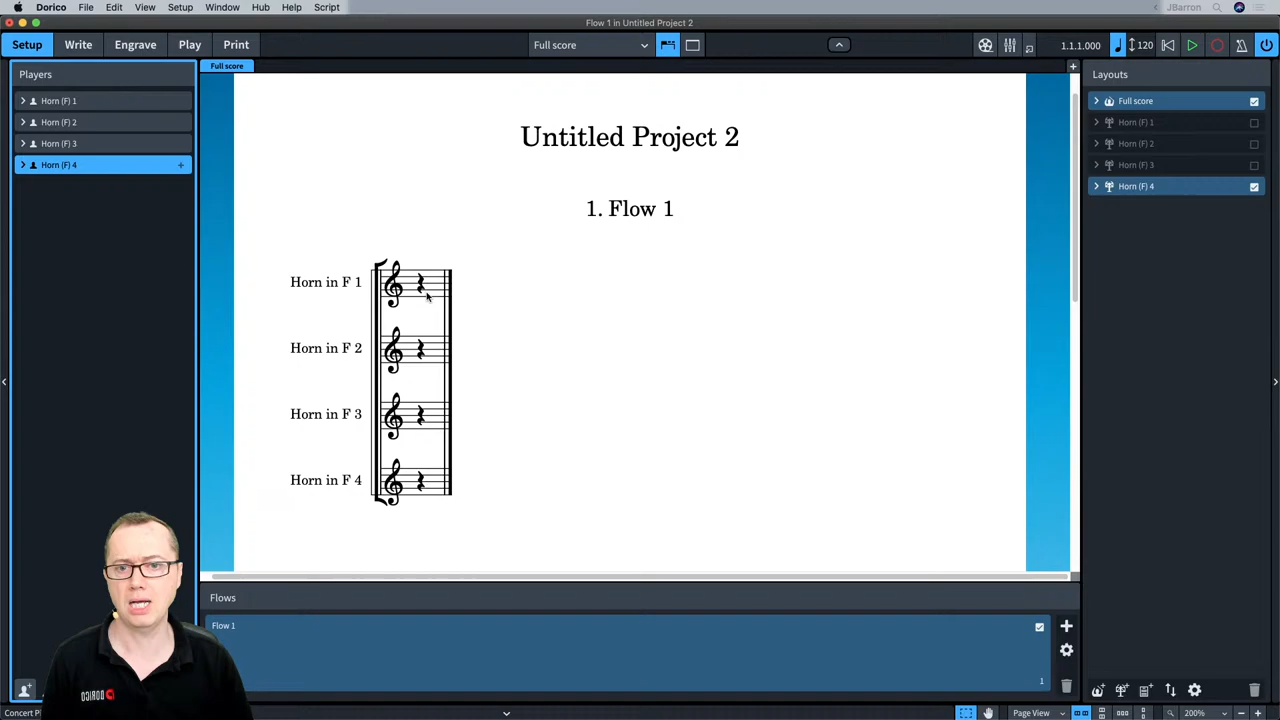 Dorico File Edit View Setup Window Hub Help Script JBarron
Flow 1 in Untitled Project 2
Setup Write Engrave Play Print Full score 1.1.1.000 120
Players Full score Layouts
Horn (F) 1
Horn (F) 2
Horn (F) 3
Horn (F) 4
Untitled Project 2
1. Flow 1
Horn in F 1
Horn in F 2
Horn in F 3
Horn in F 4
Full score
Horn (F) 1
Horn (F) 2
Horn (F) 3
Horn (F) 4
Flows
Flow 1
1
DORICO
Concert Page View 200%